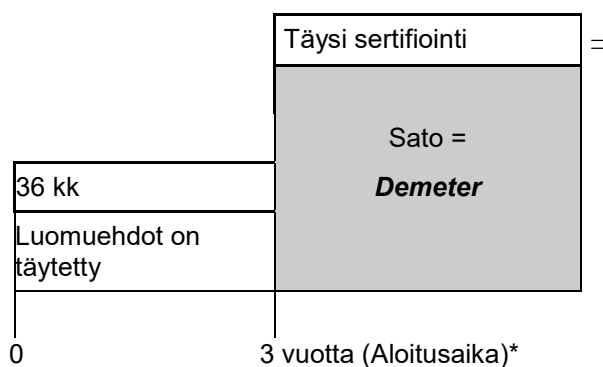 Täysi sertifiointi
=
Sato =
Demeter
36 kk
Luomuehdot on
täytetty
0
3 vuotta (Aloitusaika)*